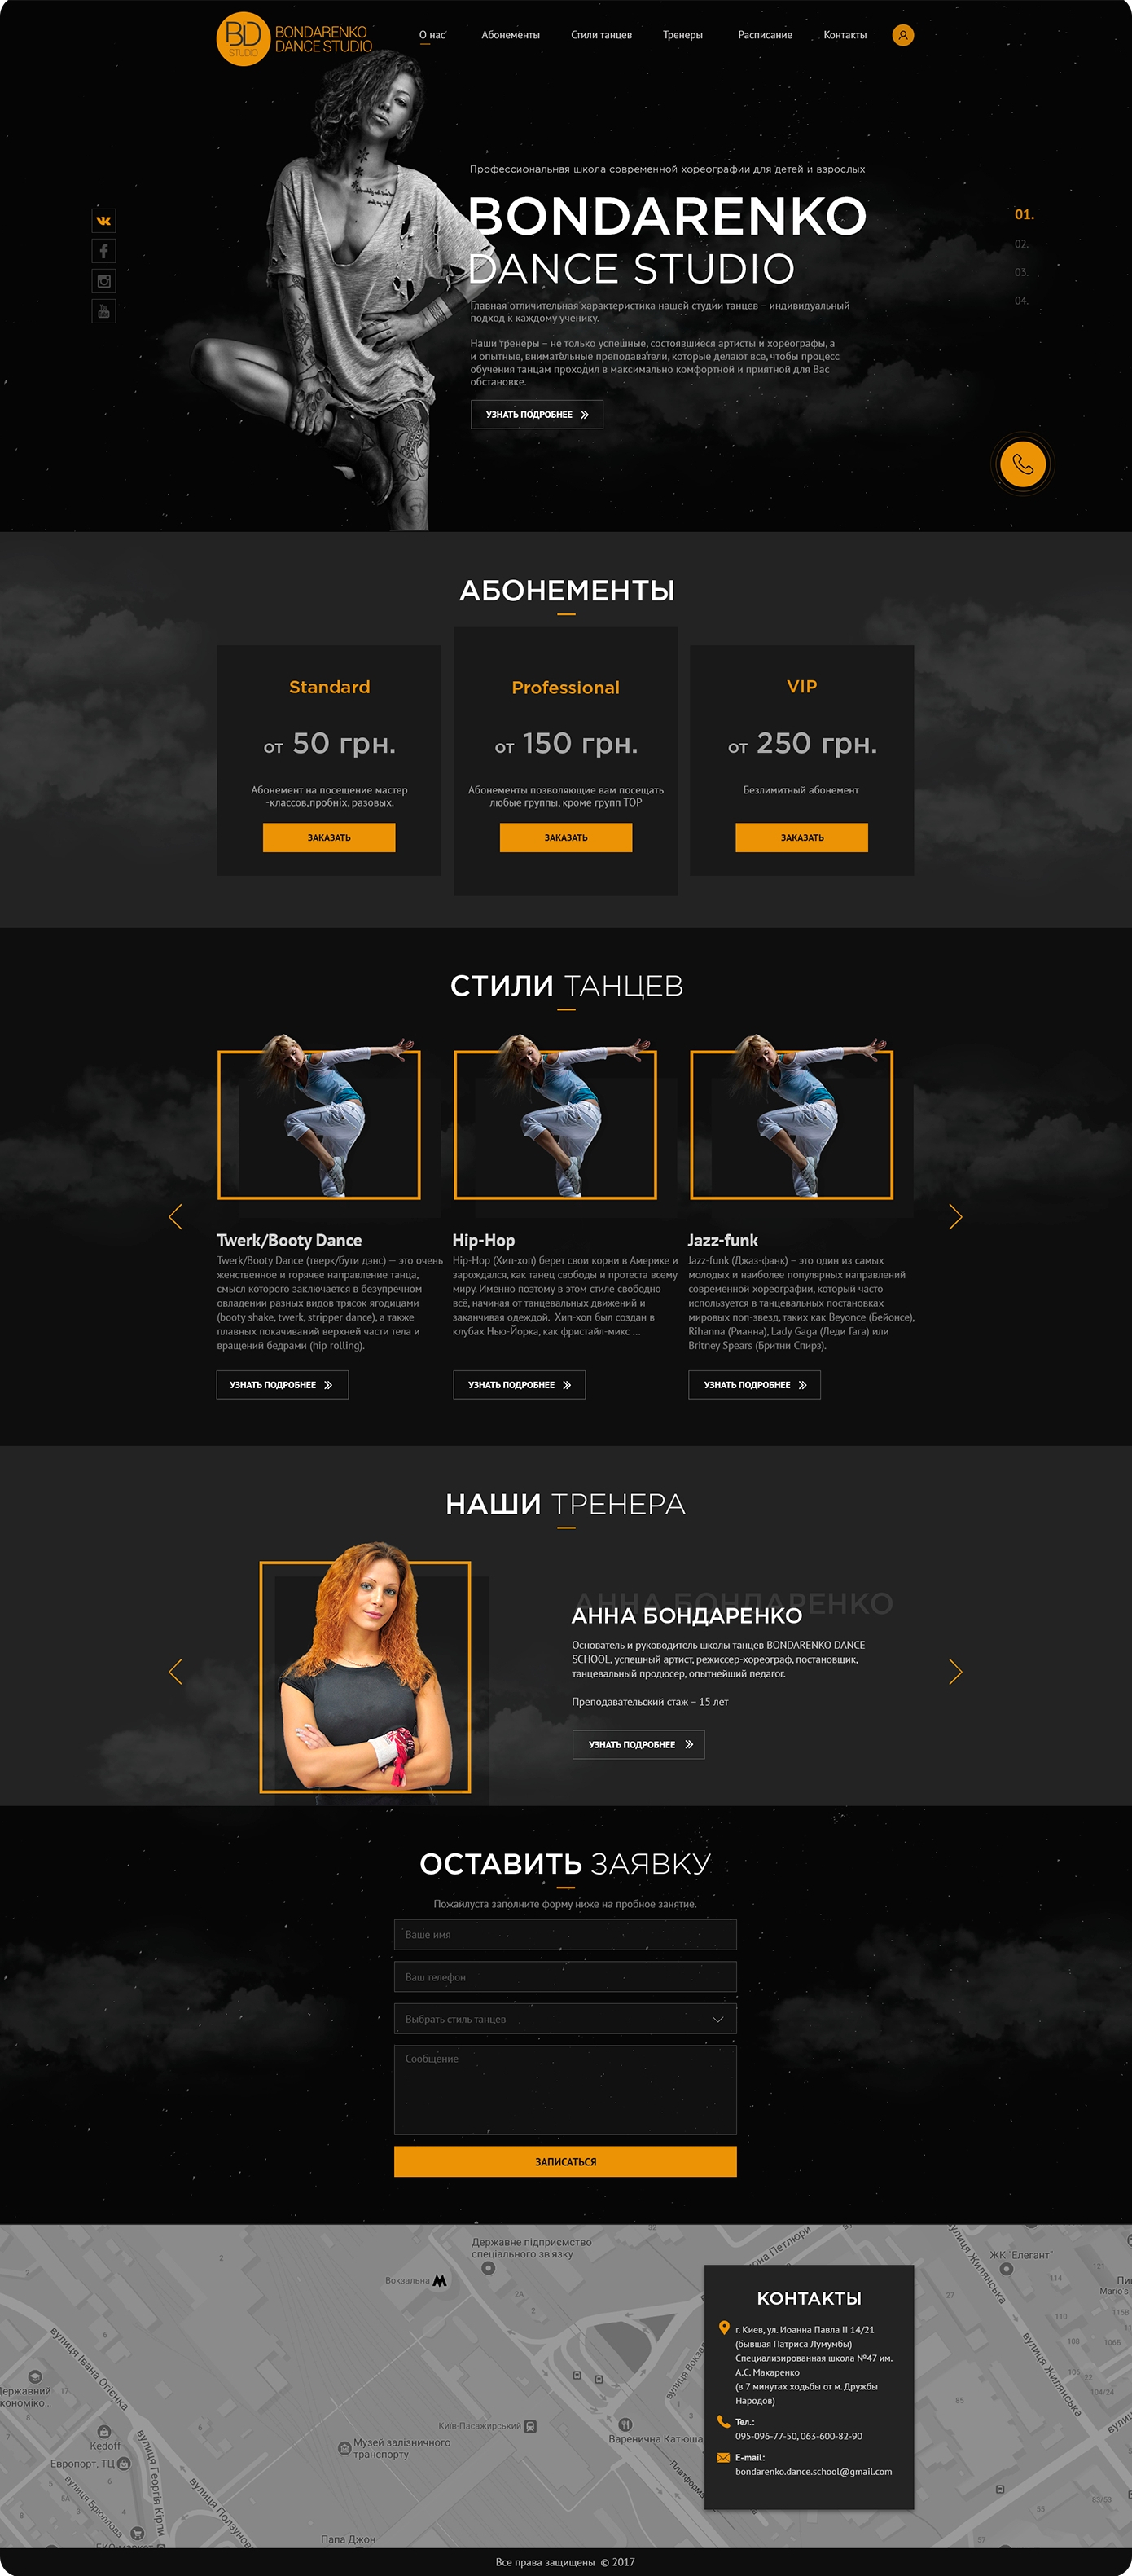 BD
STUDIO
BONDARENKO
DANCE STUDIO
О нас
Абонементы
Стили танцев
Тренеры
Расписание
Контакты
Профессиональная школа современной хореографии для детей и взрослых
BONDARENKO
DANCE STUDIO
Главная отличительная характеристика нашей студии танцев – индивидуальный
подход к каждому ученику.
Наши тренеры – не только успешные, состоявшиеся артисты и хореографы, а
и опытные, внимательные преподаватели, которые делают все, чтобы процесс
обучения танцам проходил в максимально комфортной и приятной для Вас
обстановке.
УЗНАТЬ ПОДРОБНЕЕ
You
01.
02.
03.
04.
АБОНЕМЕНТЫ
Standard
от 50 грн.
Абонемент на посещение мастер
-классов,пробніх, разовых.
ЗАКАЗАТЬ
Professional
от 150 грн.
Абонементы позволяющие вам посещать
любые группы, кроме групп TOP
ЗАКАЗАТЬ
VIP
от 250 грн.
Безлимитный абонемент
ЗАКАЗАТЬ
СТИЛИ ТАНЦЕВ
Twerk/Booty Dance
Twerk/Booty Dance (тверк/бути дэнс) — это очень
женственное и горячее направление танца,
смысл которого заключается в безупречном
овладении разных видов трясок ягодицами
(booty shake, twerk, stripper dance), а также
плавных покачиваний верхней части тела и
вращений бедрами (hip rolling).
УЗНАТЬ ПОДРОБНЕЕ
Hip-Hop
Hip-Hop (Хип-хоп) берет свои корни в Америке и
зарождался, как танец свободы и протеста всему
миру. Именно поэтому в этом стиле свободно
всё, начиная от танцевальных движений и
заканчивая одеждой. Хип-хоп был создан в
клубах Нью-Йорка, как фристайл-микс ...
УЗНАТЬ ПОДРОБНЕЕ
Jazz-funk
Jazz-funk (Джаз-фанк) – это один из самых
молодых и наиболее популярных направлений
современной хореографии, который часто
используется в танцевальных постановках
мировых поп-звезд, таких как Beyonce (Бейонсе),
Rihanna (Рианна), Lady Gaga (Леди Гага) или
Britney Spears (Бритни Спирз).
УЗНАТЬ ПОДРОБНЕЕ
НАШИ ТРЕНЕРА
АННА БОНДАРЕНКО
АННА БОНДАРЕНКО
Основатель и руководитель школы танцев BONDARENKO DANCE
SCHOOL, успешный артист, режиссер-хореограф, постановщик,
танцевальный продюсер, опытнейший педагог.
Преподавательский стаж – 15 лет
УЗНАТЬ ПОДРОБНЕЕ
ОСТАВИТЬ ЗАЯВКУ
Пожайлуста заполните форму ниже на пробное занятие.
Ваше имя
Ваш телефон
Выбрать стиль танцев
Сообщение
ЗАПИСАТЬСЯ
Державне підприємство
спеціального зв'язку
Вокзальна
2А
ЖК "Елегант"
114
110
вулиця Жилянська
вулиця Жилянська
вулиця Івана Огієнка
Kedoff
Европорт, ТЦ
вулиця Брюллова
вулиця Георгія Кірпи
Київ-Пасажирський
Музей залізничного
транспорту
Варенична Катюша
Папа Джон
КОНТАКТЫ
г. Киев, ул. Иоанна Павла II 14/21
(бывшая Патриса Лумумбы)
Специализированная школа №47 им.
А.С. Макаренко
(в 7 минутах ходьбы от м. Дружбы
Народов)
Тел.:
095-096-77-50, 063-600-82-90
E-mail:
bondarenko.dance.school@gmail.com
Все права защищены © 2017